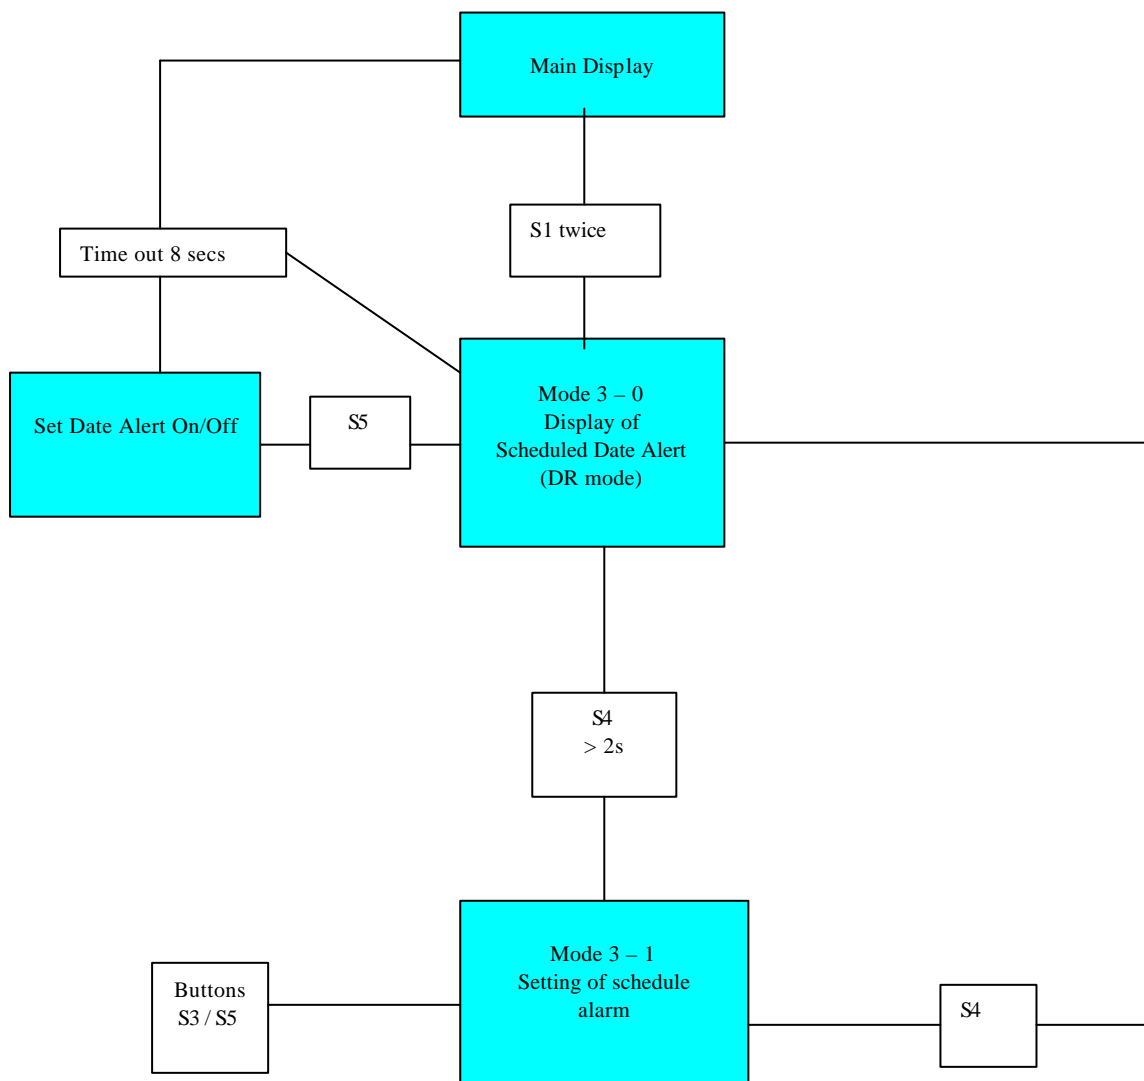 Main Display
S1 twice
Time out 8 secs
Mode 3 – 0
Display of
Scheduled Date Alert
(DR mode)
Set Date Alert On/Off
S5
S4
> 2s
Mode 3 – 1
Setting of schedule
alarm
Buttons
S3 / S5
S4